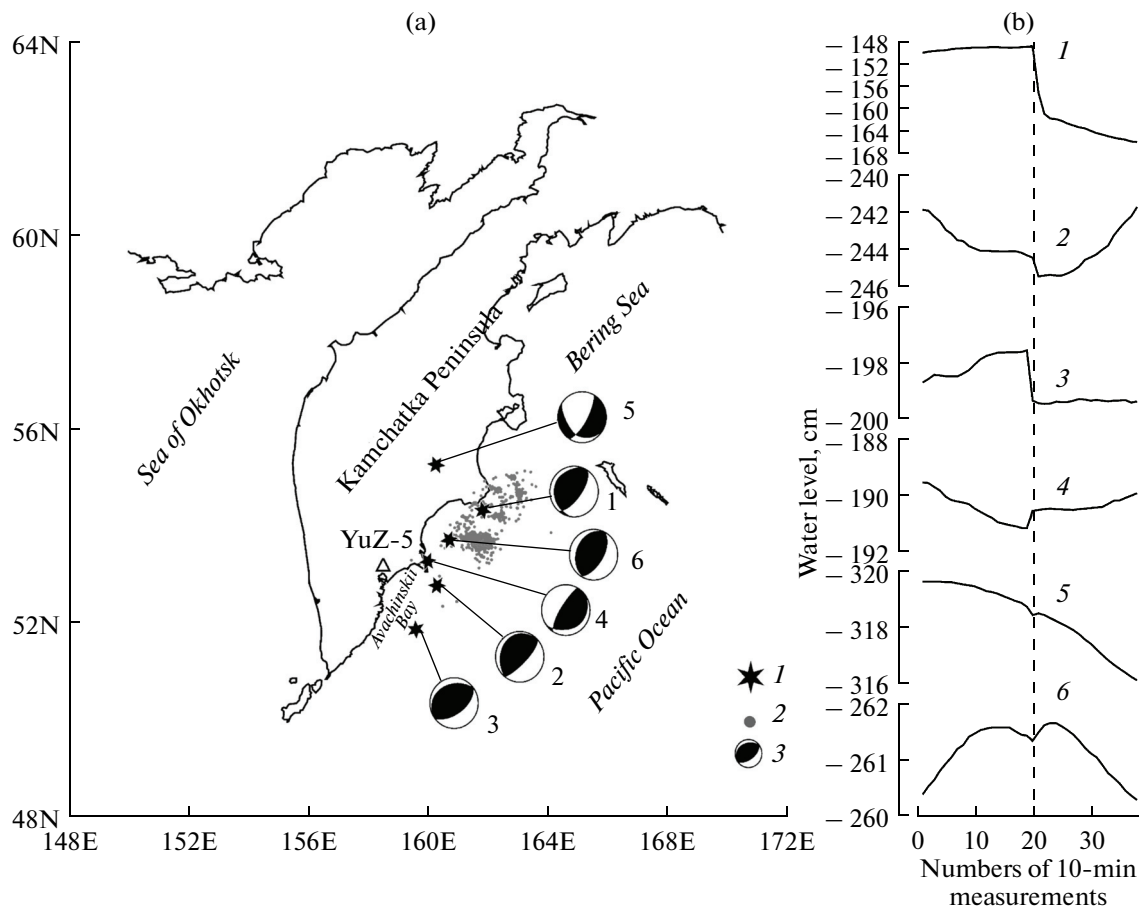 (a)
64N
60N
56N
52N
48N
148E
152E
156E
160E
164E
168E
172E
Sea of Okhotsk
Kamchatka Peninsula
Bering Sea
5
1
6
YuZ-5
4
Avachinskii
Bay
2
3
Pacific Ocean
1
2
3
(b)
Water level, cm
– 148
– 152
– 156
– 160
– 164
– 168
1
– 240
– 242
– 244
– 246
2
– 196
– 198
– 200
3
– 188
– 190
– 192
4
– 320
– 318
– 316
5
– 262
– 261
– 260
6
0
10
20
30
Numbers of 10-min
measurements